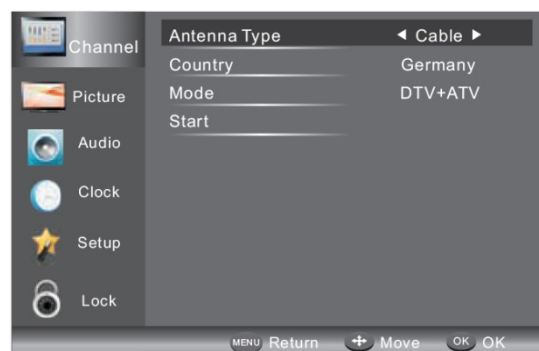 Channel
Picture
Audio
Clock
Setup
Lock
Antenna Type ◀ Cable ▶
Country Germany
Mode DTV+ATV
Start
MENU Return Move OK OK